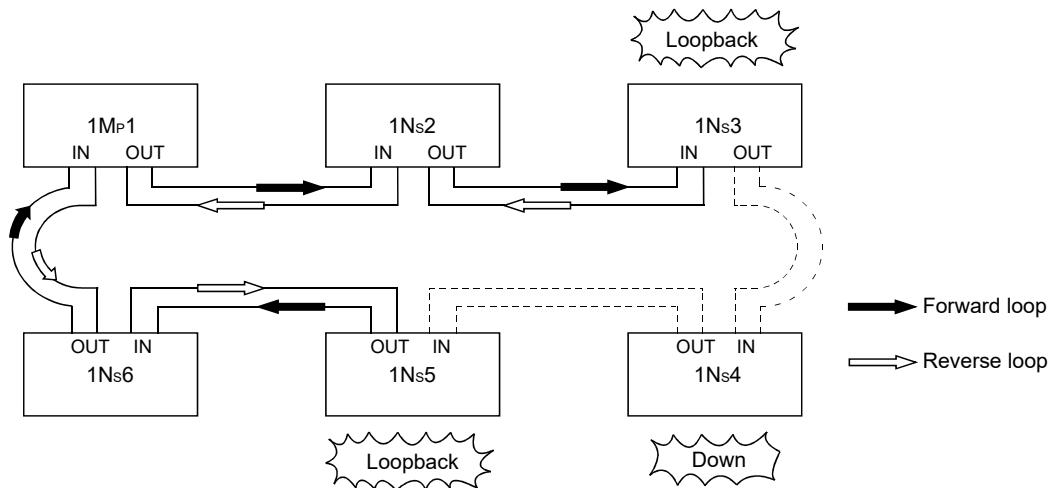 Loopback
1MP1
IN OUT
1NS2
IN OUT
1NS3
IN OUT
Forward loop
Reverse loop
OUT IN
1NS6
OUT IN
1NS5
OUT IN
1NS4
Loopback
Down